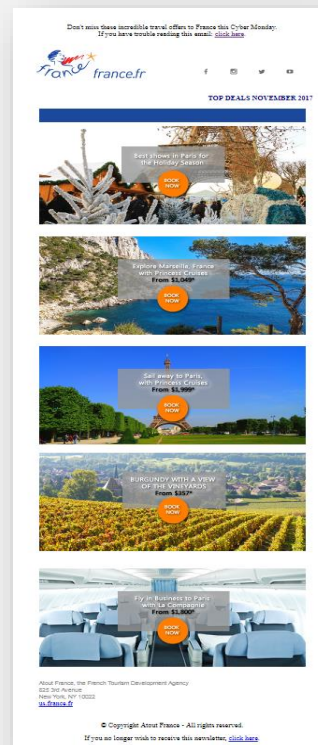 Don't miss these incredible travel offers to France this Cyber Monday.
If you have trouble reading this email: click here.
france france.fr
TOP DEALS NOVEMBER 2017
Best shows in Paris for
the Holiday Season
BOOK
NOW
Explore Marseille, France
with Princess Cruises
From $1,049*
BOOK
NOW
Sail away to Paris,
with Princess Cruises
From $1,999*
BOOK
NOW
BURGUNDY WITH A VIEW
OF THE VINEYARDS
From $357*
BOOK
NOW
Fly in Business to Paris
with La Compagnie
From $1,800*
BOOK
NOW
Atout France, the French Tourism Development Agency
825 3rd Avenue
New York, NY 10022
us.france.fr
© Copyright Atout France - All rights reserved.
If you no longer wish to receive this newsletter, click here.